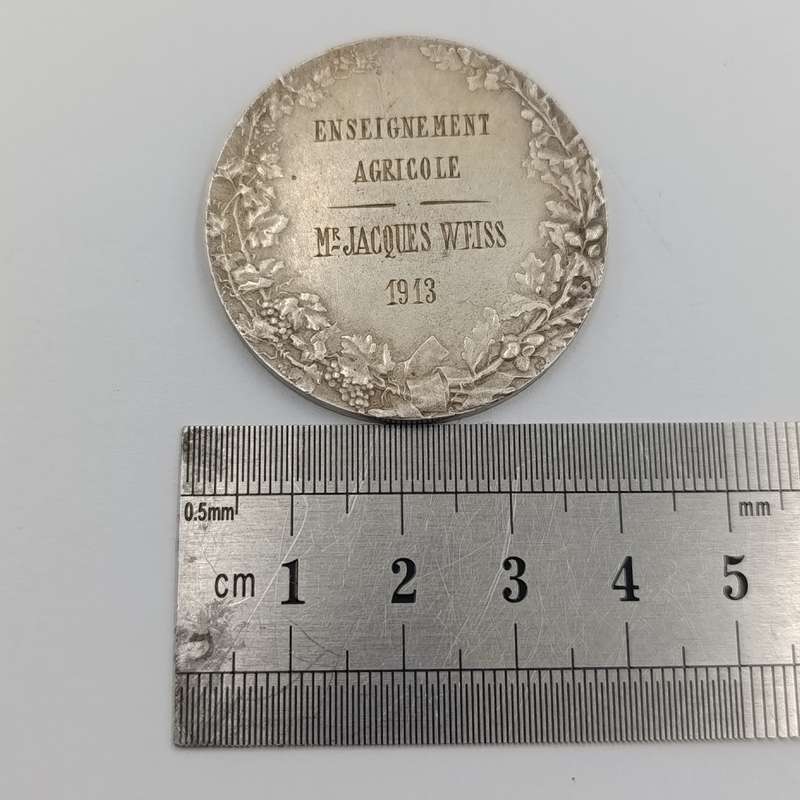 ENSEIGNEMENT
AGRICOLE
MR JACQUES WEISS
1913
0.5mm mm
cm 1 2 3 4 5